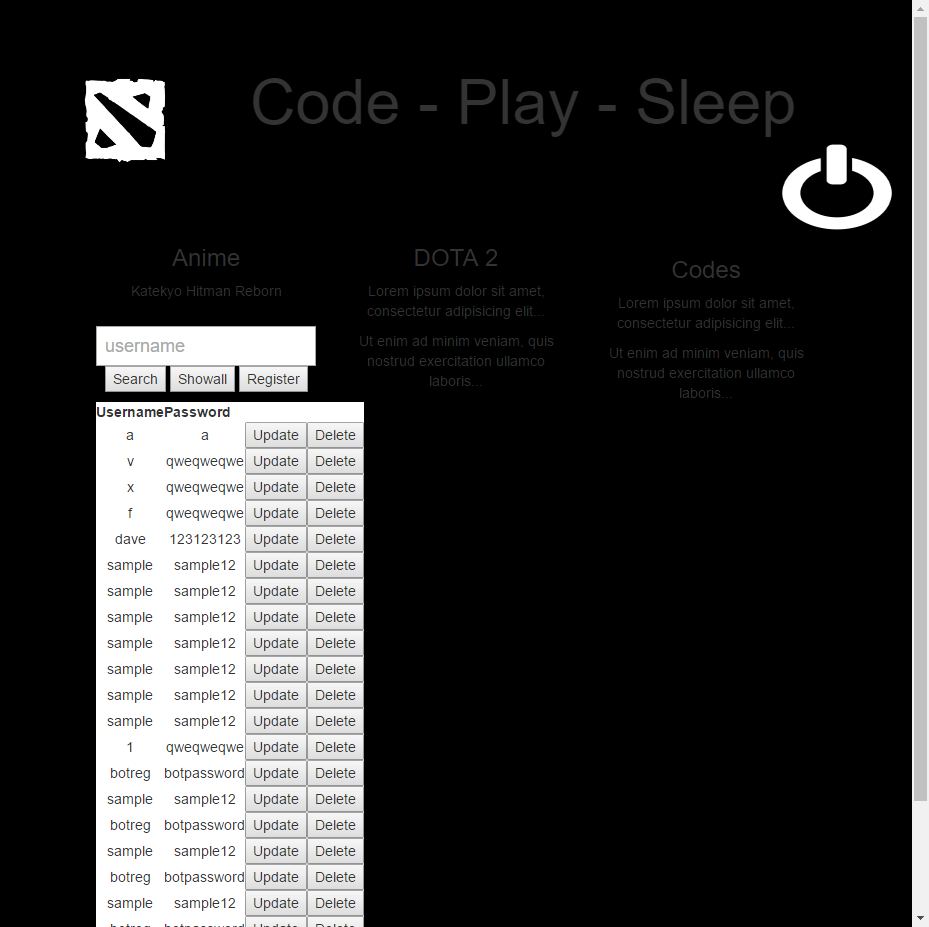 Code - Play - Sleep
Anime
Katekyo Hitman Reborn
DOTA 2
Lorem ipsum dolor sit amet,
consectetur adipisicing elit...
Ut enim ad minim veniam, quis
nostrud exercitation ullamco
laboris...
Codes
Lorem ipsum dolor sit amet,
consectetur adipisicing elit...
Ut enim ad minim veniam, quis
nostrud exercitation ullamco
laboris...
username
Search Showall Register
UsernamePassword
a a Update Delete
v qweqweqwe Update Delete
x qweqweqwe Update Delete
f qweqweqwe Update Delete
dave 123123123 Update Delete
sample sample12 Update Delete
sample sample12 Update Delete
sample sample12 Update Delete
sample sample12 Update Delete
sample sample12 Update Delete
sample sample12 Update Delete
sample sample12 Update Delete
1 qweqweqwe Update Delete
botreg botpassword Update Delete
sample sample12 Update Delete
botreg botpassword Update Delete
sample sample12 Update Delete
botreg botpassword Update Delete
sample sample12 Update Delete
botreg botpassword Update Delete